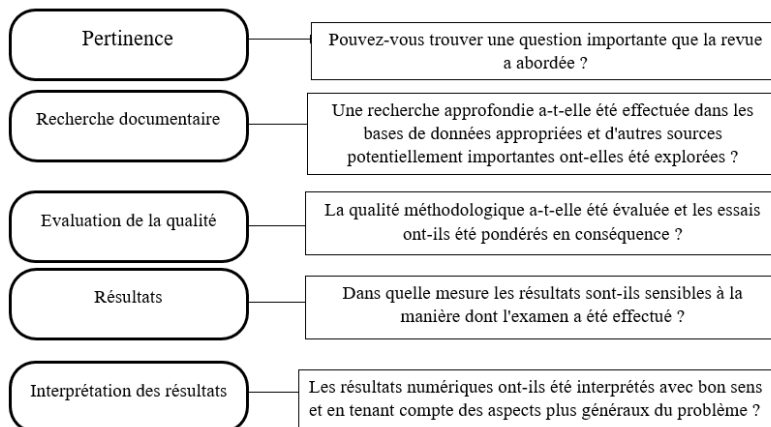 Pertinence
Pouvez-vous trouver une question importante que la revue
a abordée ?
Recherche documentaire
Une recherche approfondie a-t-elle été effectuée dans les
bases de données appropriées et d'autres sources
potentiellement importantes ont-elles été explorées ?
Evaluation de la qualité
La qualité méthodologique a-t-elle été évaluée et les essais
ont-ils été pondérés en conséquence ?
Résultats
Dans quelle mesure les résultats sont-ils sensibles à la
manière dont l'examen a été effectué ?
Interprétation des résultats
Les résultats numériques ont-ils été interprétés avec bon sens
et en tenant compte des aspects plus généraux du problème ?